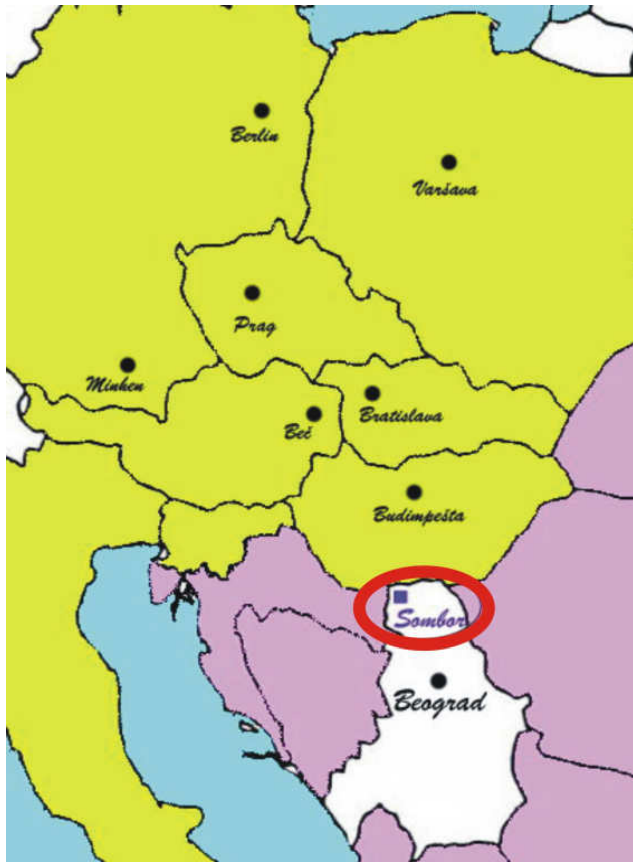 Berlin
Varšava
Prag
Minhen
Beč
Bratislava
Budimpešta
Sombor
Beograd